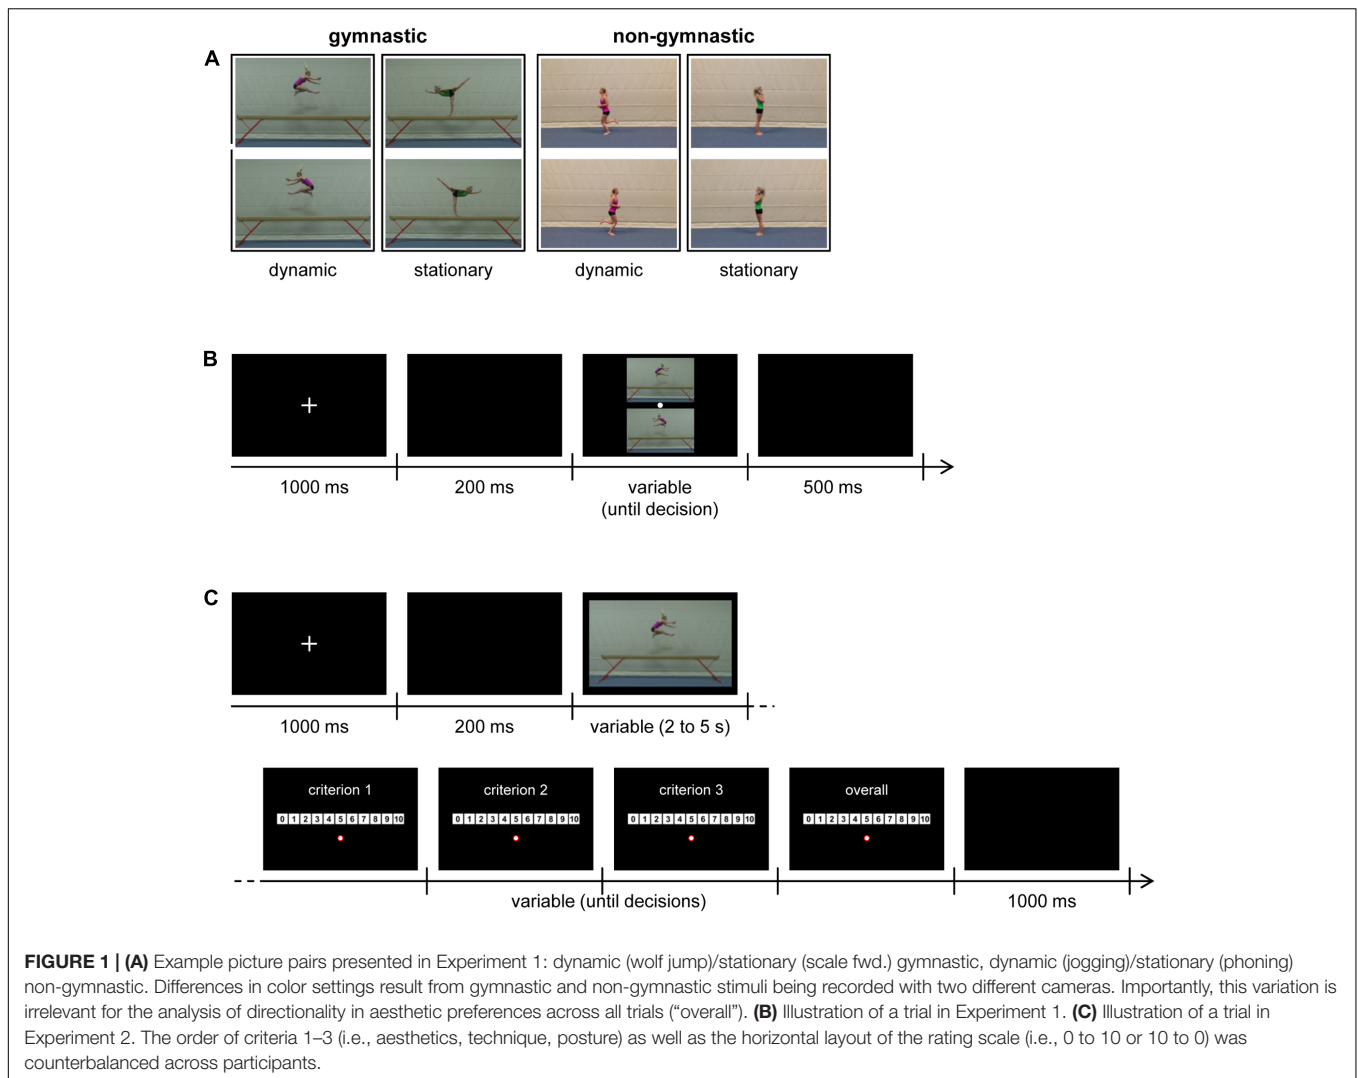 gymnastic non-gymnastic
A
dynamic stationary dynamic stationary
B
1000 ms 200 ms variable 500 ms
(until decision)
C
1000 ms 200 ms variable (2 to 5 s)
criterion 1 criterion 2 criterion 3 overall
0 1 2 3 4 5 6 7 8 9 10 0 1 2 3 4 5 6 7 8 9 10 0 1 2 3 4 5 6 7 8 9 10 0 1 2 3 4 5 6 7 8 9 10
variable (until decisions) 1000 ms
FIGURE 1 | (A) Example picture pairs presented in Experiment 1: dynamic (wolf jump)/stationary (scale fwd.) gymnastic, dynamic (jogging)/stationary (phoning)
non-gymnastic. Differences in color settings result from gymnastic and non-gymnastic stimuli being recorded with two different cameras. Importantly, this variation is
irrelevant for the analysis of directionality in aesthetic preferences across all trials (“overall”). (B) Illustration of a trial in Experiment 1. (C) Illustration of a trial in
Experiment 2. The order of criteria 1–3 (i.e., aesthetics, technique, posture) as well as the horizontal layout of the rating scale (i.e., 0 to 10 or 10 to 0) was
counterbalanced across participants.